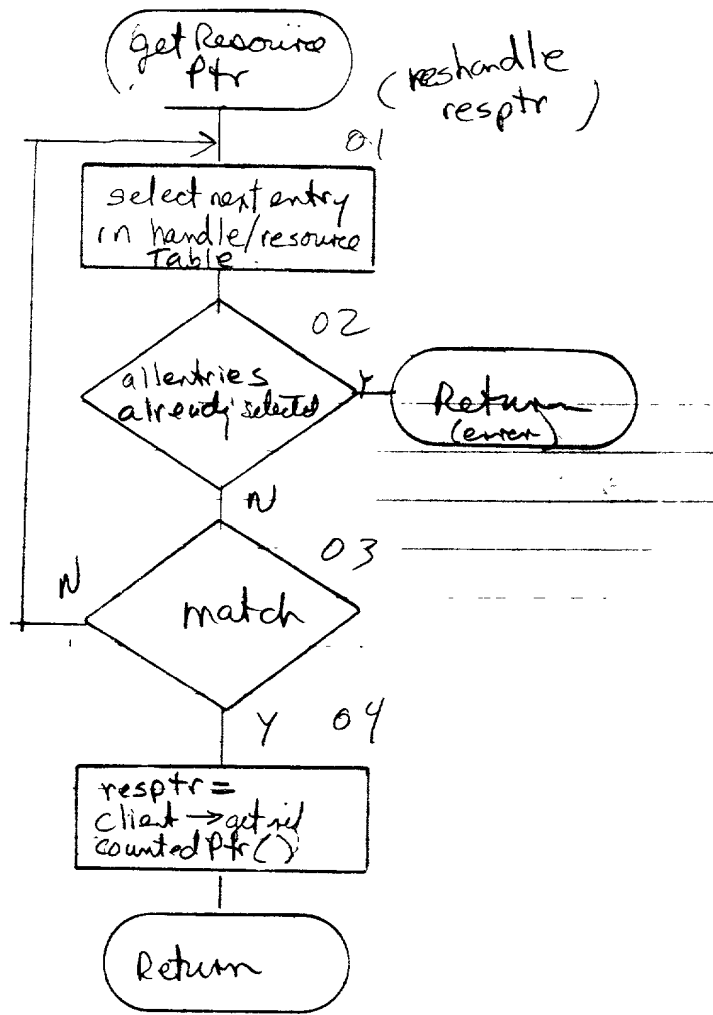 get Resource
Ptr
(reshandle
resptr)
01
select next entry
in handle/resource
Table
02
all entries
already selected
Y
Return
(error)
N
03
N
match
Y
04
resptr =
client → get
counted Ptr ()
Return